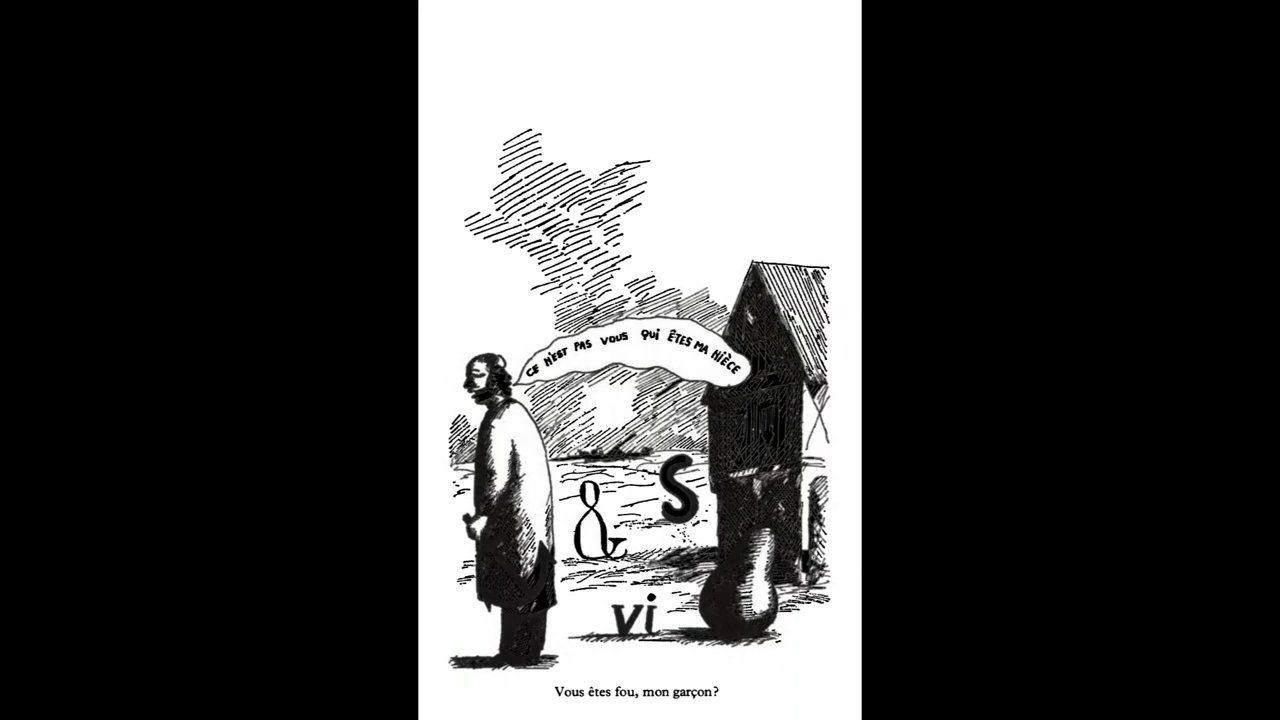 CE N'EST PAS VOUS QUI ÊTES MA NIÈCE
S
&
vi
Vous êtes fou, mon garçon?